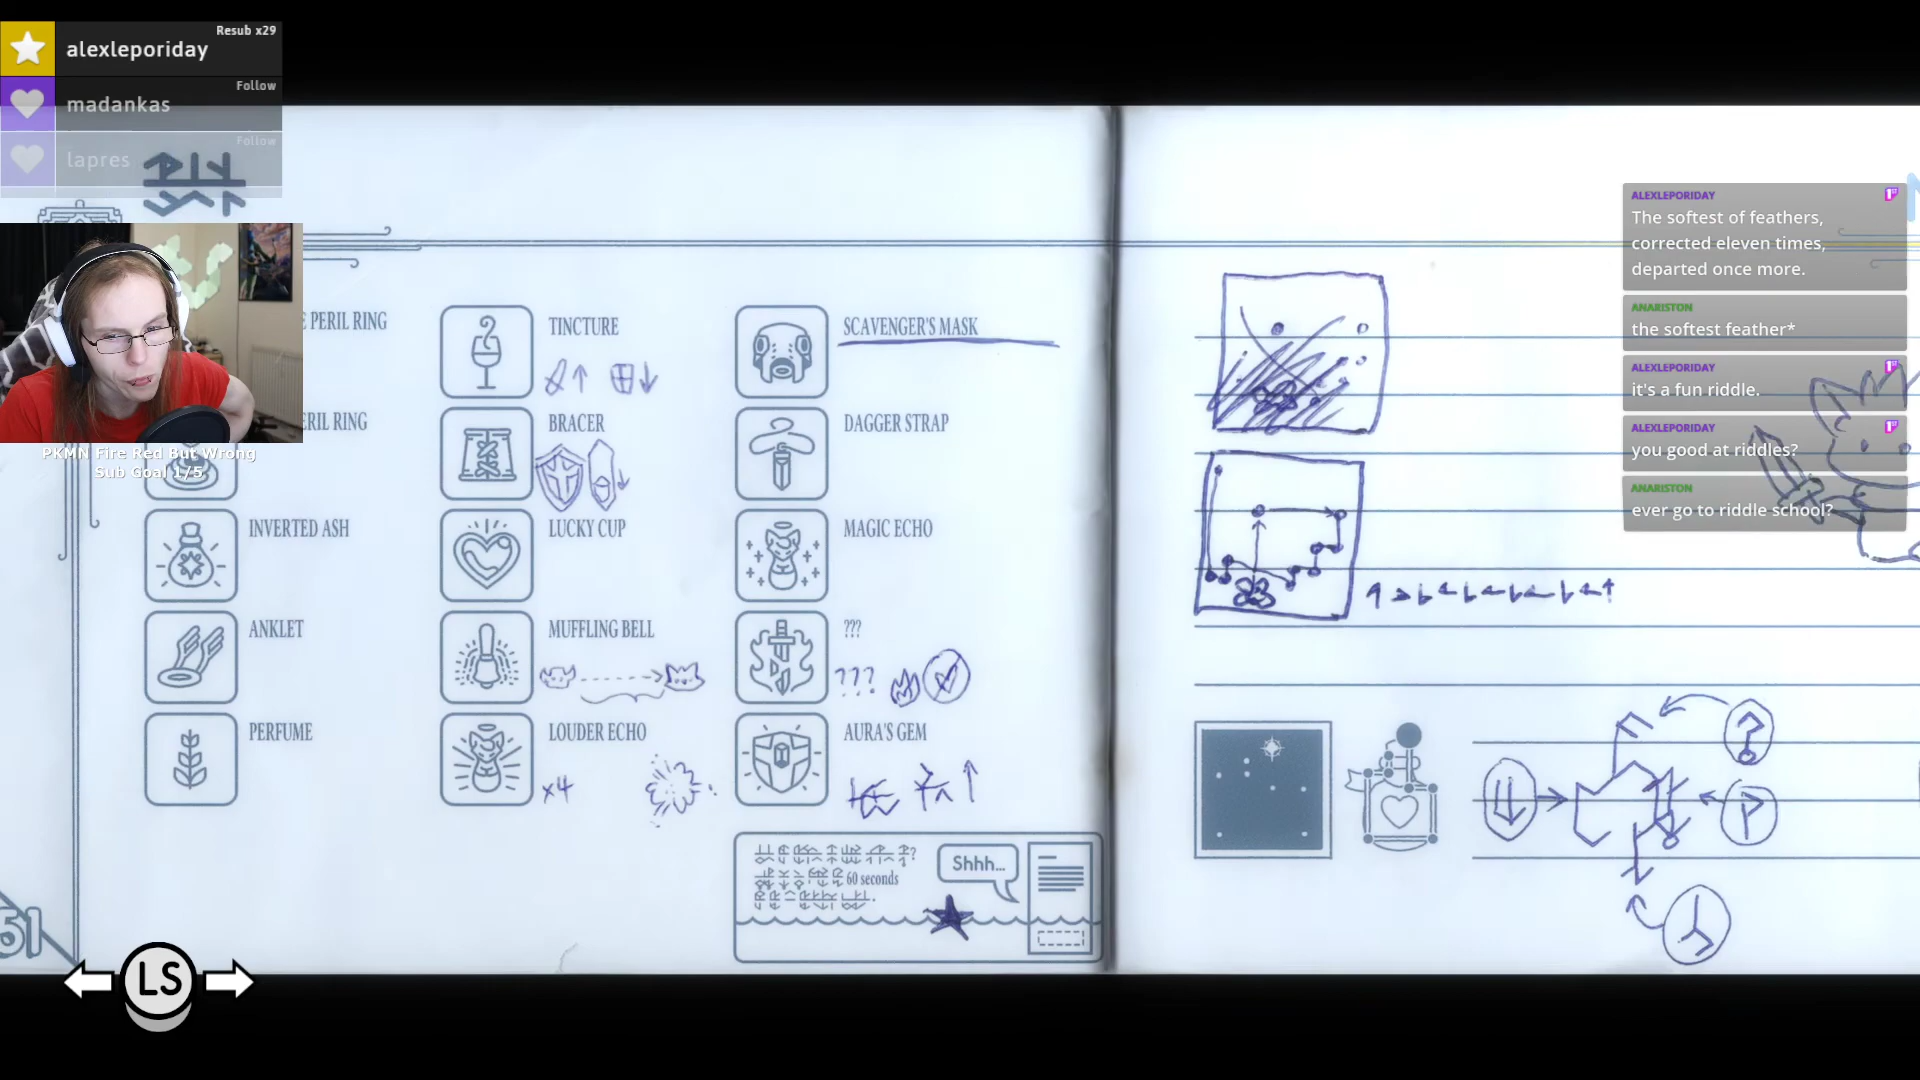 Resub x29
alexleporiday
Follow
madankas
Follow
lapres
PKMN Fire Red But Wrong
Sub Goal 1/5
PERIL RING
PERIL RING
INVERTED ASH
ANKLET
PERFUME
TINCTURE
BRACER
LUCKY CUP
MUFFLING BELL
LOUDER ECHO
x4
SCAVENGER'S MASK
DAGGER STRAP
MAGIC ECHO
???
???
AURA'S GEM
60 seconds
Shhh...
51
LS
ALEXLEPORIDAY
The softest of feathers,
corrected eleven times,
departed once more.
ANARISTON
the softest feather*
ALEXLEPORIDAY
it's a fun riddle.
ALEXLEPORIDAY
you good at riddles?
ANARISTON
ever go to riddle school?